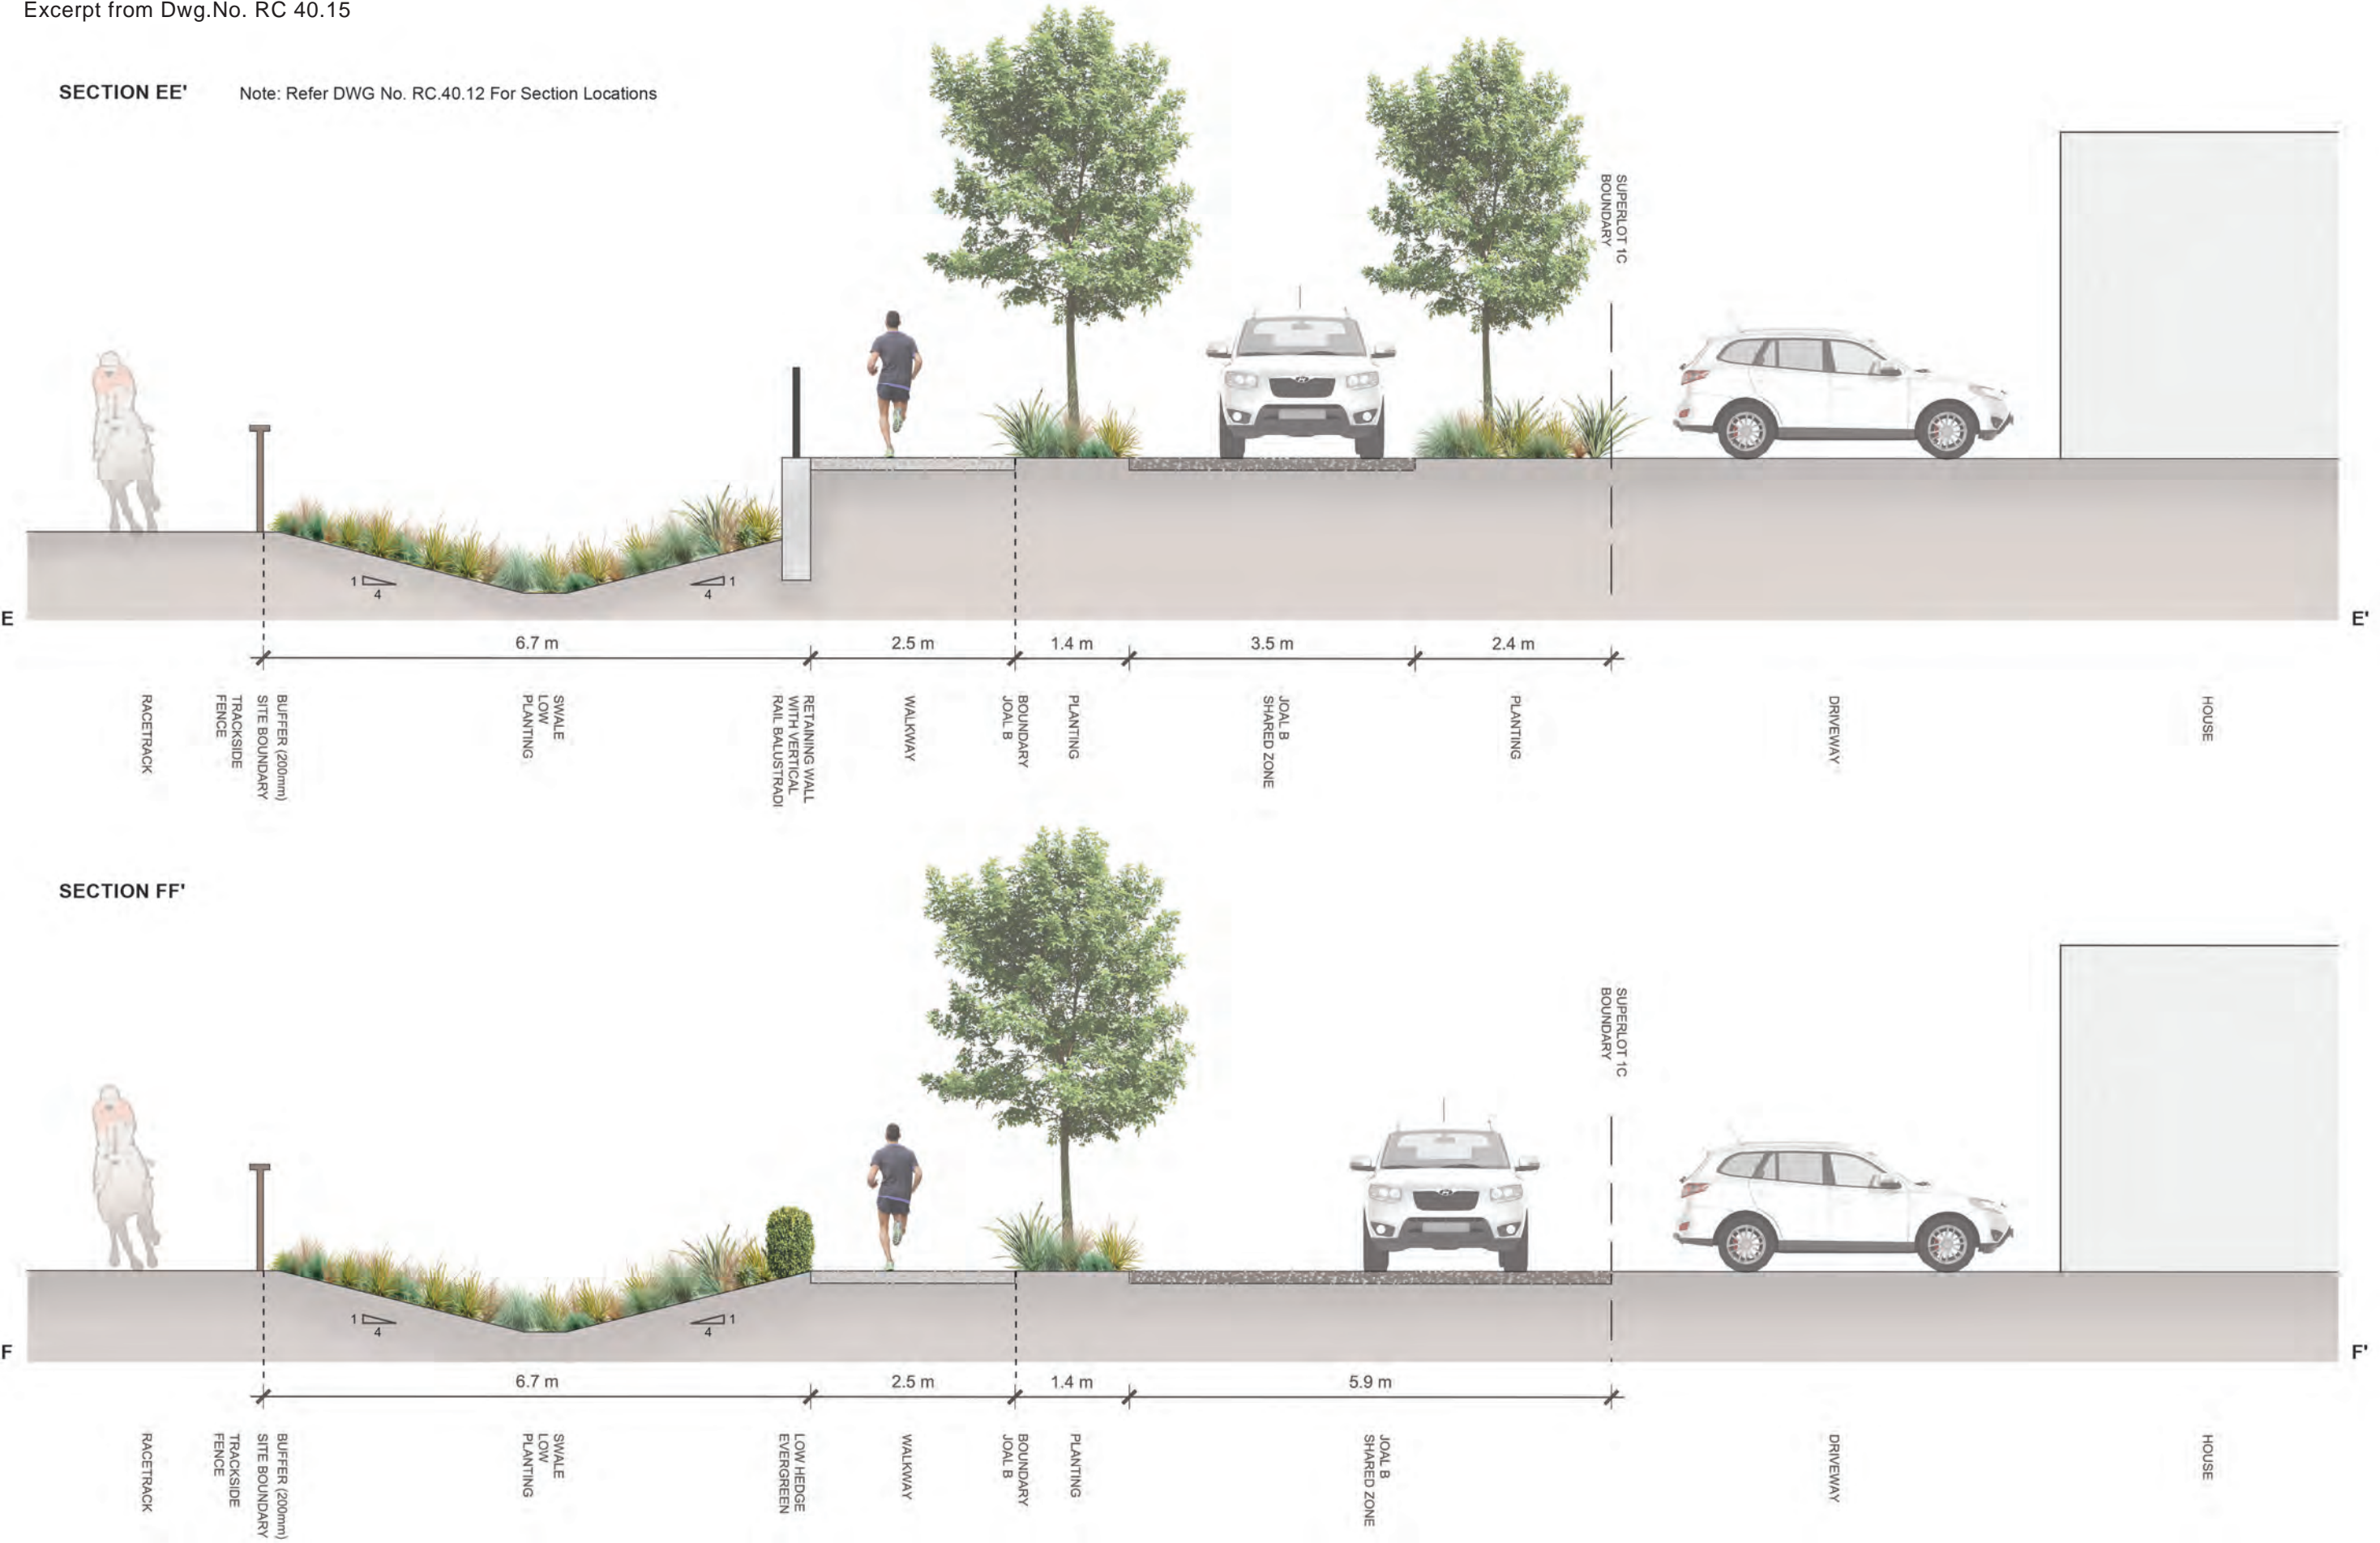 Excerpt from Dwg.No. RC 40.15
SECTION EE'
Note: Refer DWG No. RC.40.12 For Section Locations
SUPERLOT 1C
BOUNDARY
1
4
1
4
E
E'
6.7 m
2.5 m
1.4 m
3.5 m
2.4 m
RACETRACK
BUFFER (200mm)
SITE BOUNDARY
TRACKSIDE
FENCE
SWALE
LOW
PLANTING
RETAINING WALL
WITH VERTICAL
RAIL BALUSTRADI
WALKWAY
BOUNDARY
JOAL B
PLANTING
JOAL B
SHARED ZONE
PLANTING
DRIVEWAY
HOUSE
SECTION FF'
SUPERLOT 1C
BOUNDARY
1
4
1
4
F
F'
6.7 m
2.5 m
1.4 m
5.9 m
RACETRACK
BUFFER (200mm)
SITE BOUNDARY
TRACKSIDE
FENCE
SWALE
LOW
PLANTING
LOW HEDGE
EVERGREEN
WALKWAY
BOUNDARY
JOAL B
PLANTING
JOAL B
SHARED ZONE
DRIVEWAY
HOUSE